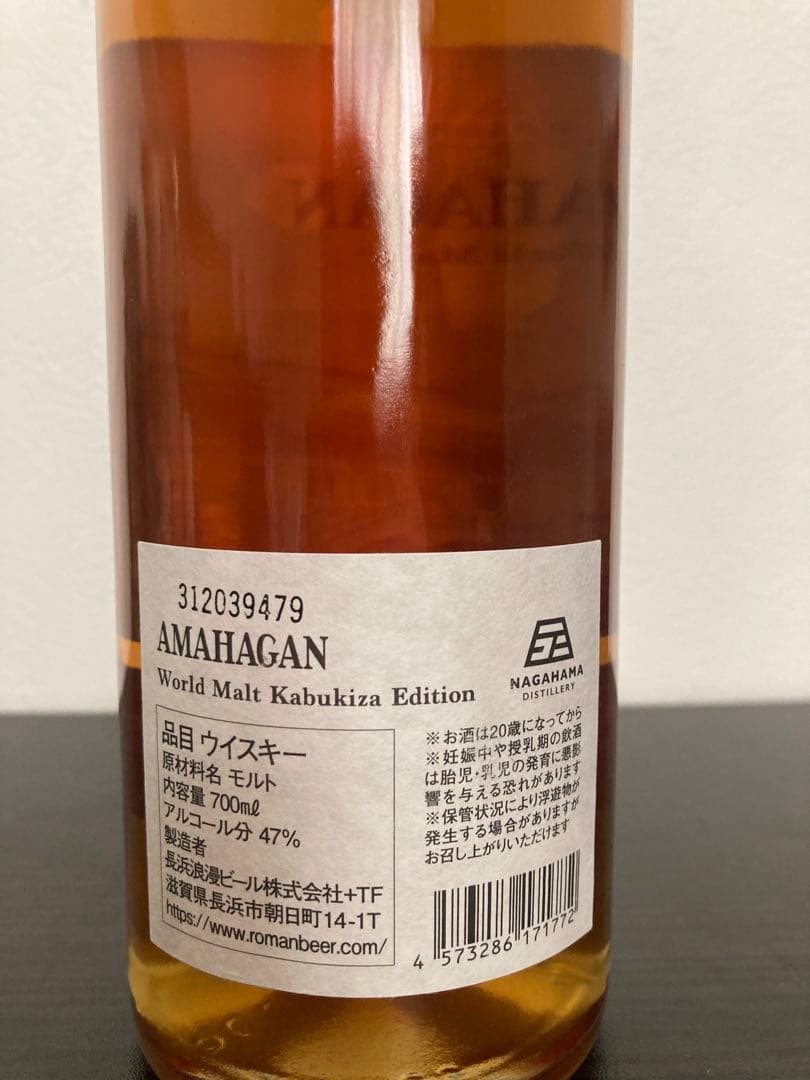 AHAGAN
312039479
AMAHAGAN
World Malt Kabukiza Edition
NAGAHAMA
DISTILLERY
品目 ウイスキー
原材料名 モルト
内容量 700㎖
アルコール分 47%
製造者
長浜浪漫ビール株式会社+TF
滋賀県長浜市朝日町14-1T
https://www.romanbeer.com/
※お酒は20歳になってから
※妊娠中や授乳期の飲酒
は胎児・乳児の発育に悪影
響を与える恐れがあります
※保管状況により浮遊物が
発生する場合がありますが
お召し上がりいただけます
4 573286 171772